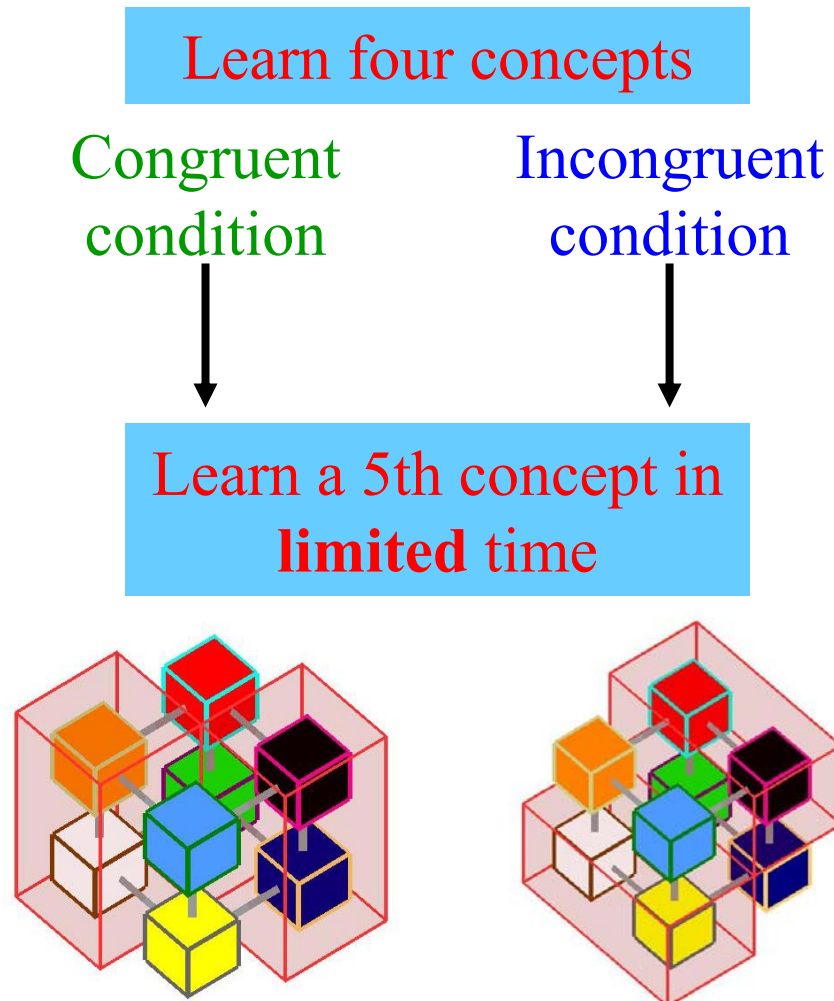 Learn four concepts
Congruent
condition
Incongruent
condition
Learn a 5th concept in
limited time